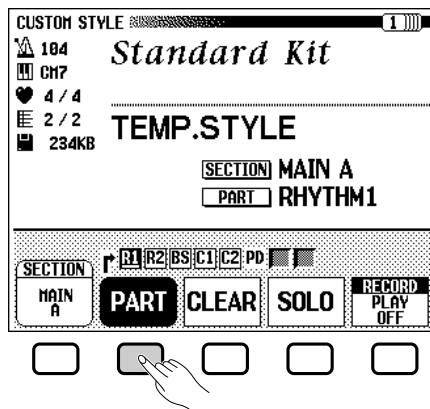 CUSTOM STYLE
1
104
Standard Kit
CM7
4/4
2/2
TEMP.STYLE
234KB
SECTION MAIN A
PART RHYTHM1
R1 R2 BS C1 C2 PD
SECTION
MAIN
A
PART
CLEAR
SOLO
RECORD
PLAY
OFF